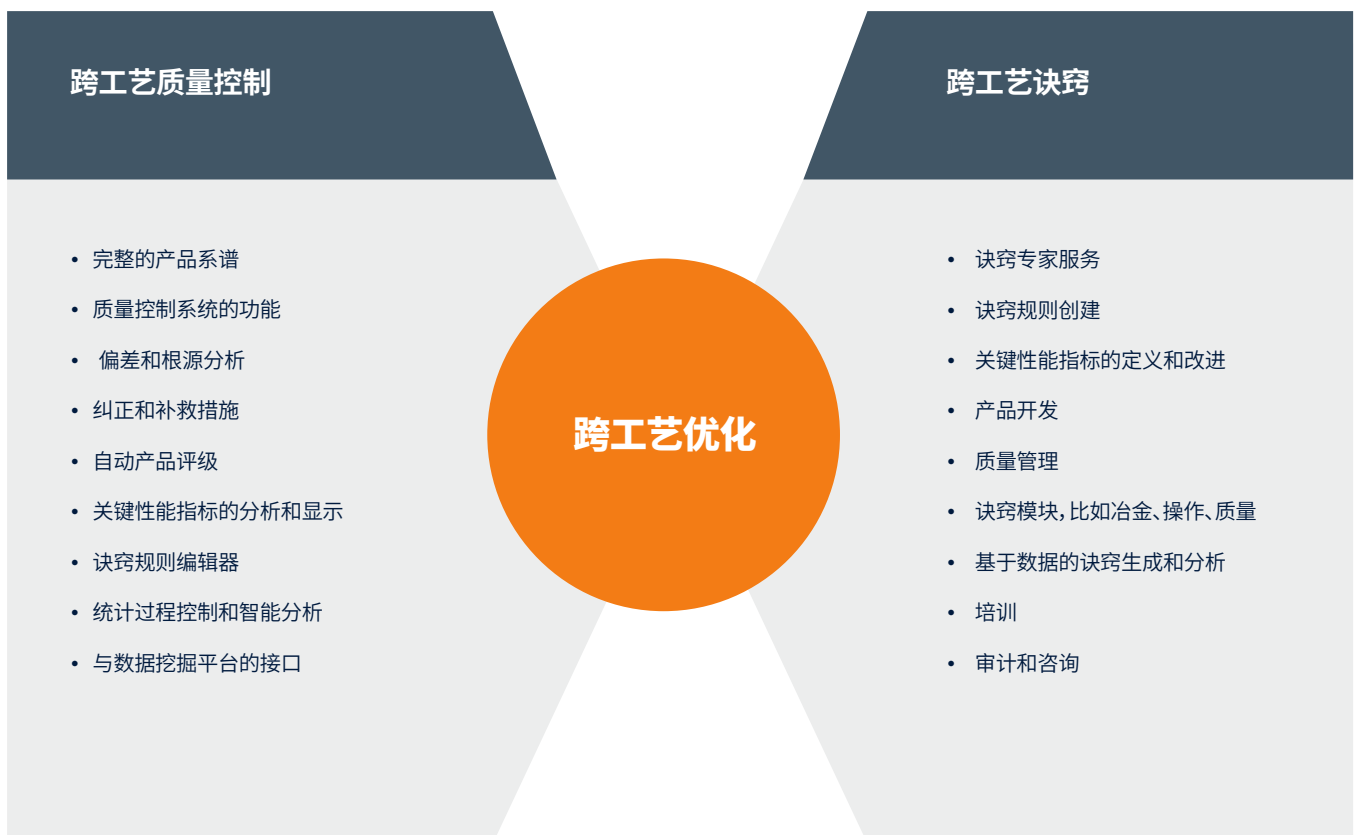 跨工艺质量控制
• 完整的产品系谱
• 质量控制系统的功能
• 偏差和根源分析
• 纠正和补救措施
• 自动产品评级
• 关键性能指标的分析和显示
• 诀窍规则编辑器
• 统计过程控制和智能分析
• 与数据挖掘平台的接口
跨工艺优化
跨工艺诀窍
• 诀窍专家服务
• 诀窍规则创建
• 关键性能指标的定义和改进
• 产品开发
• 质量管理
• 诀窍模块，比如冶金、操作、质量
• 基于数据的诀窍生成和分析
• 培训
• 审计和咨询